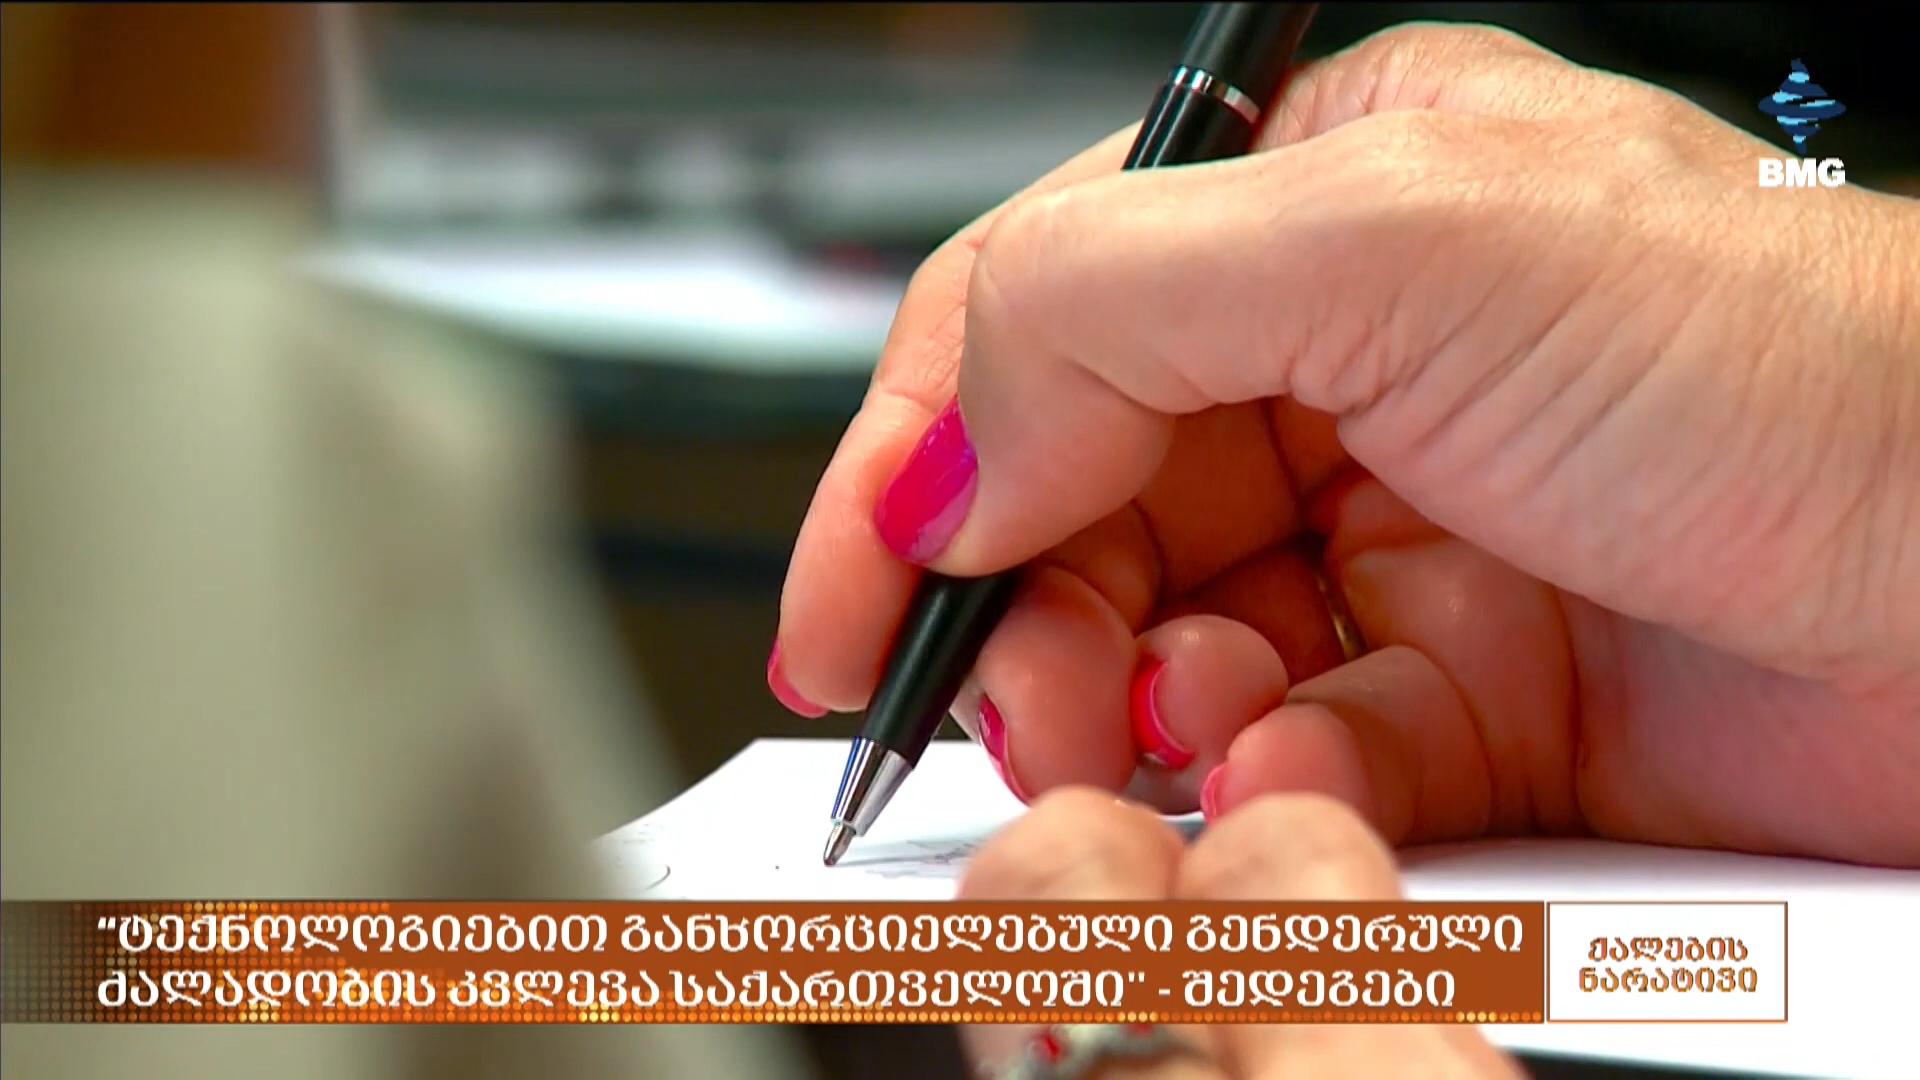 BMG
“ტექნოლოგიებით განხორციელებული გენდერული
ძალადობის კვლევა საქართველოში" - შედეგები
ქალების
ნარატივი